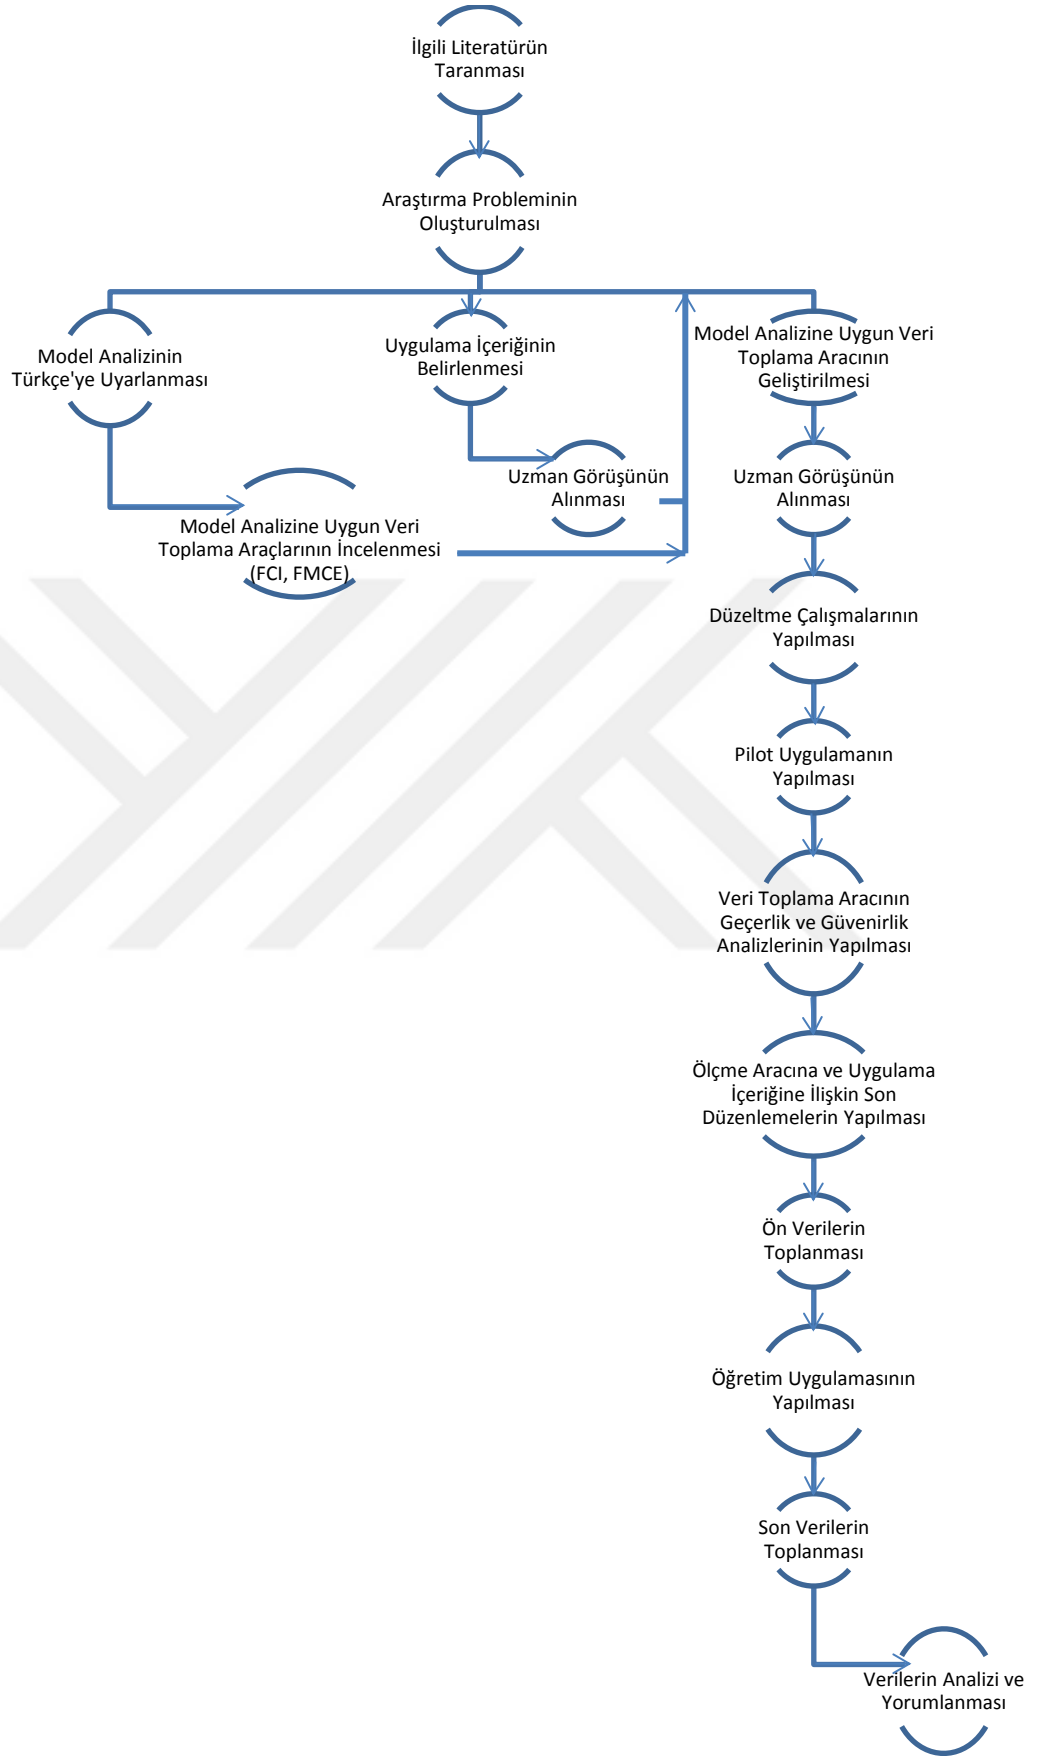 İlgili Literatürün
Taranması
Araştırma Probleminin
Oluşturulması
Model Analizinin
Türkçe'ye Uyarlanması
Uygulama İçeriğinin
Belirlenmesi
Model Analizine Uygun Veri
Toplama Aracının
Geliştirilmesi
Uzman Görüşünün
Alınması
Uzman Görüşünün
Alınması
Model Analizine Uygun Veri
Toplama Araçlarının İncelenmesi
(FCI, FMCE)
Düzeltme Çalışmalarının
Yapılması
Pilot Uygulamanın
Yapılması
Veri Toplama Aracının
Geçerlik ve Güvenirlik
Analizlerinin Yapılması
Ölçme Aracına ve Uygulama
İçeriğine İlişkin Son
Düzenlemelerin Yapılması
Ön Verilerin
Toplanması
Öğretim Uygulamasının
Yapılması
Son Verilerin
Toplanması
Verilerin Analizi ve
Yorumlanması